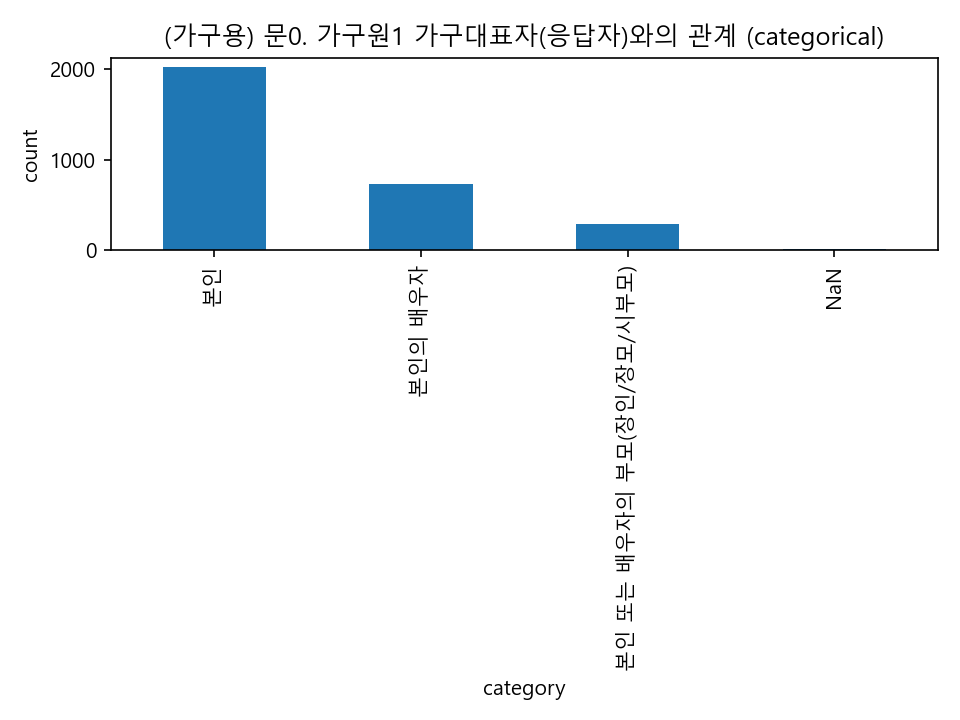 (가구용) 문0. 가구원1 가구대표자(응답자)와의 관계 (categorical)
2000
1000
0
count
본인
본인의 배우자
본인 또는 배우자의 부모(장인/장모/시부모)
NaN
category